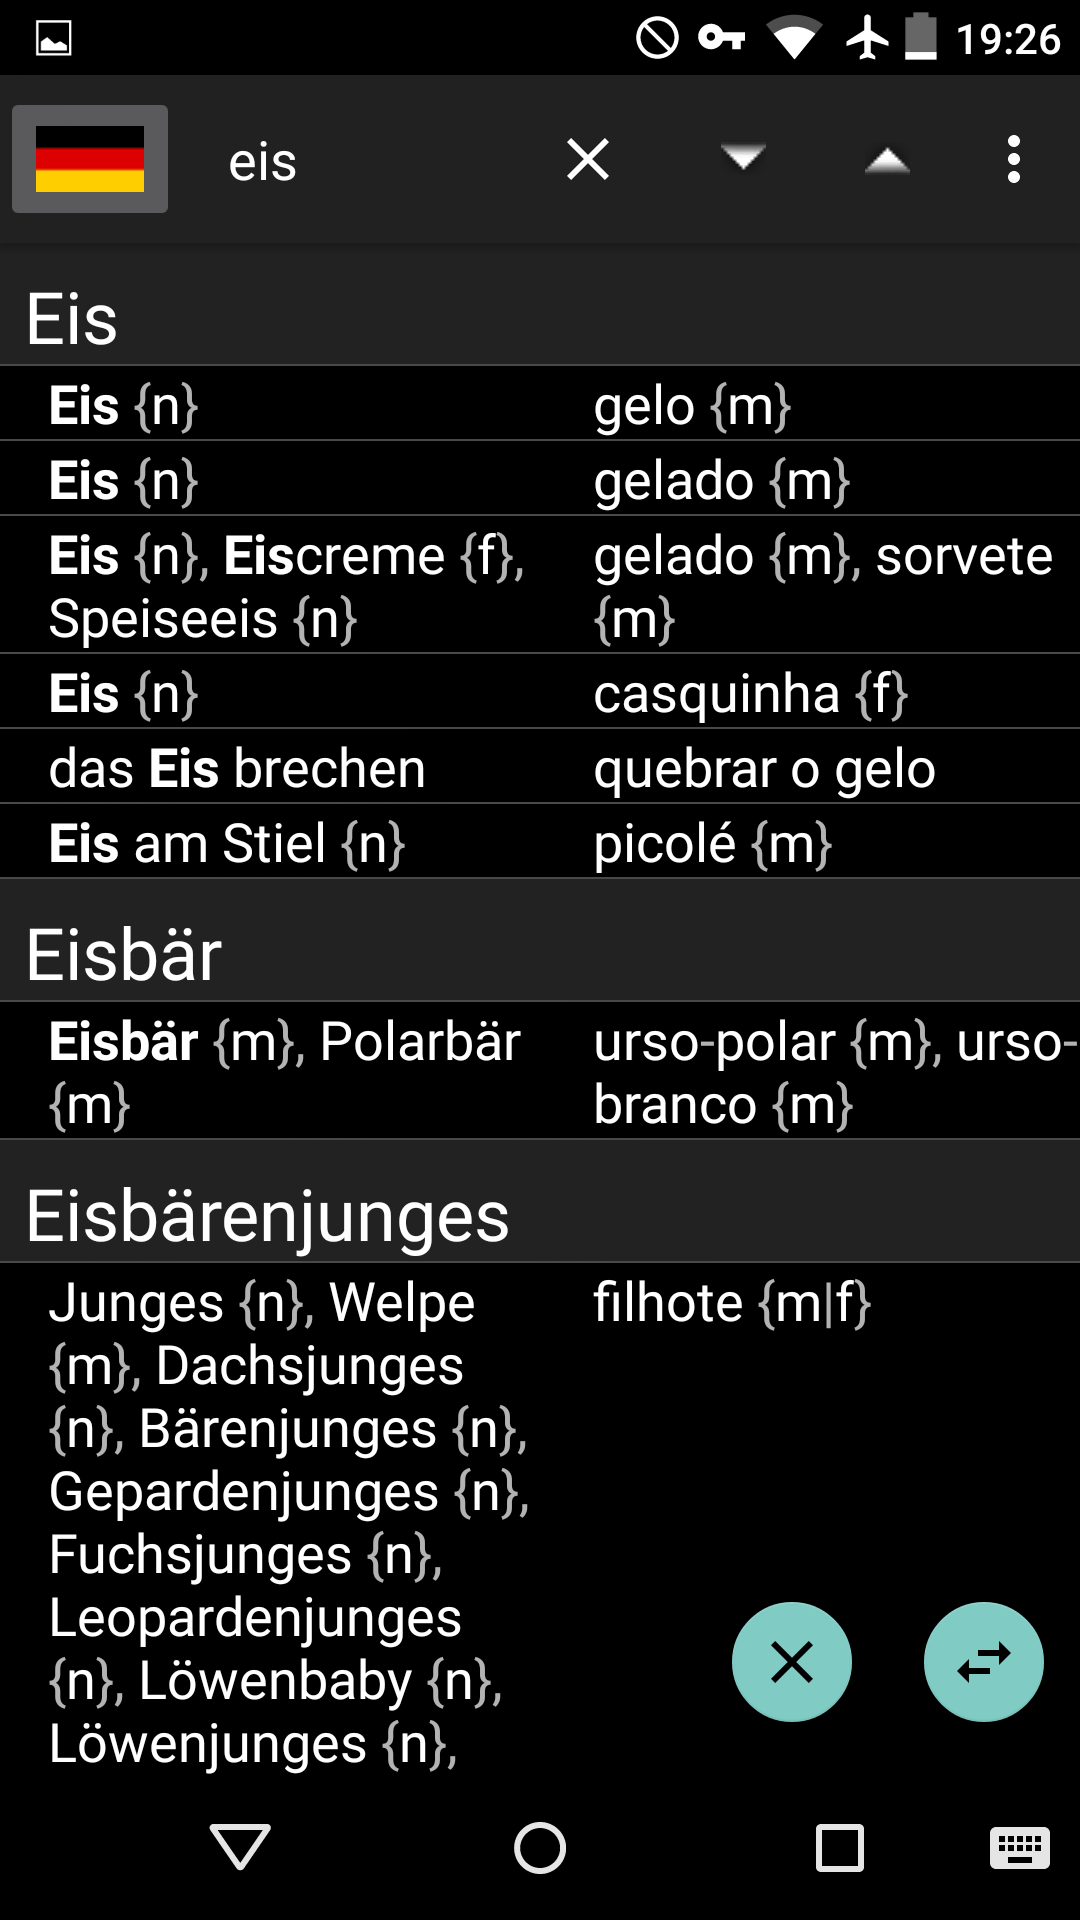 19:26
eis
Eis
Eis {n} gelo {m}
Eis {n} gelado {m}
Eis {n}, Eiscreme {f}, gelado {m}, sorvete
Speiseeis {n} {m}
Eis {n} casquinha {f}
das Eis brechen quebrar o gelo
Eis am Stiel {n} picolé {m}
Eisbär
Eisbär {m}, Polarbär urso-polar {m}, urso-
{m} branco {m}
Eisbärenjunges
Junges {n}, Welpe filhote {m|f}
{m}, Dachsjunges
{n}, Bärenjunges {n},
Gepardenjunges {n},
Fuchsjunges {n},
Leopardenjunges
{n}, Löwenbaby {n},
Löwenjunges {n},